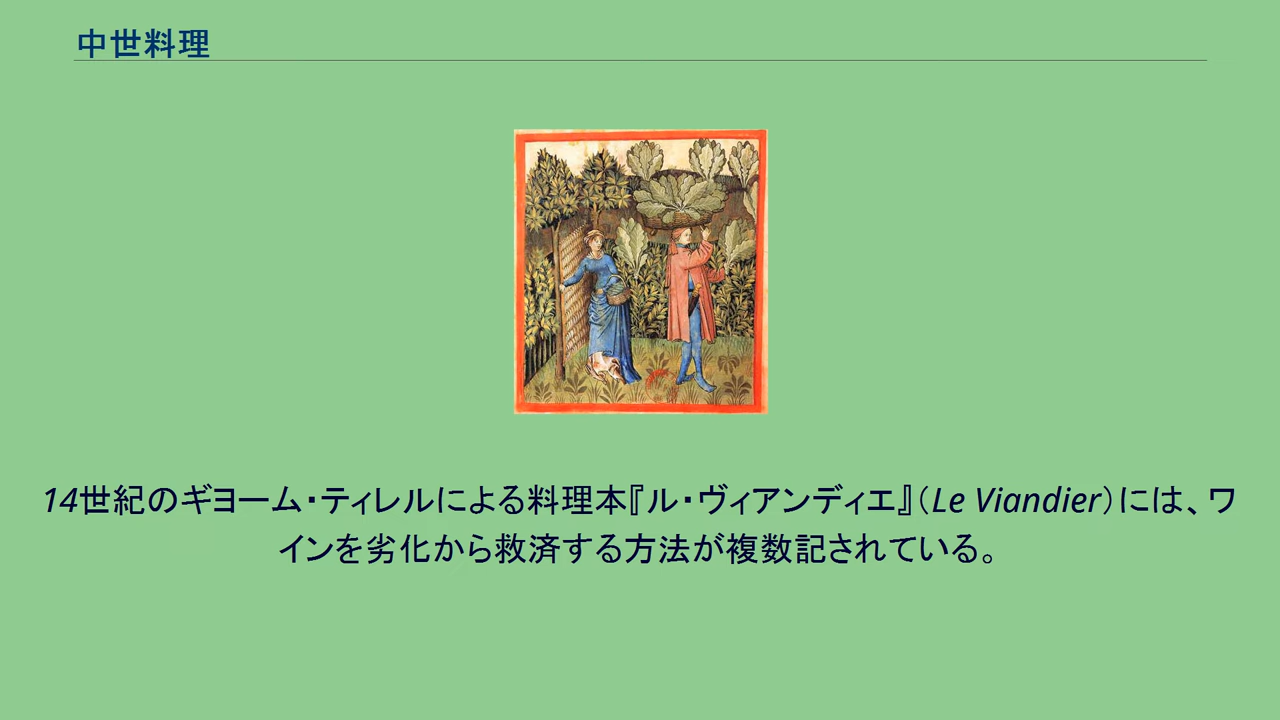 中世料理
14世紀のギヨーム・ティレルによる料理本『ル・ヴィアンディエ』（Le Viandier）には、ワ
インを劣化から救済する方法が複数記されている。